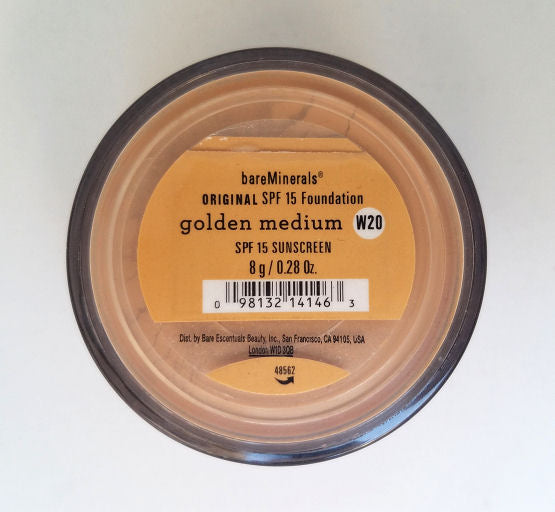 bareMinerals®
ORIGINAL SPF 15 Foundation
golden medium W20
SPF 15 SUNSCREEN
8 g / 0.28 Oz.
0 98132 14146 3
Dist. by Bare Escentuals Beauty, Inc., San Francisco, CA 94105, USA
London W1D 3QB
48562